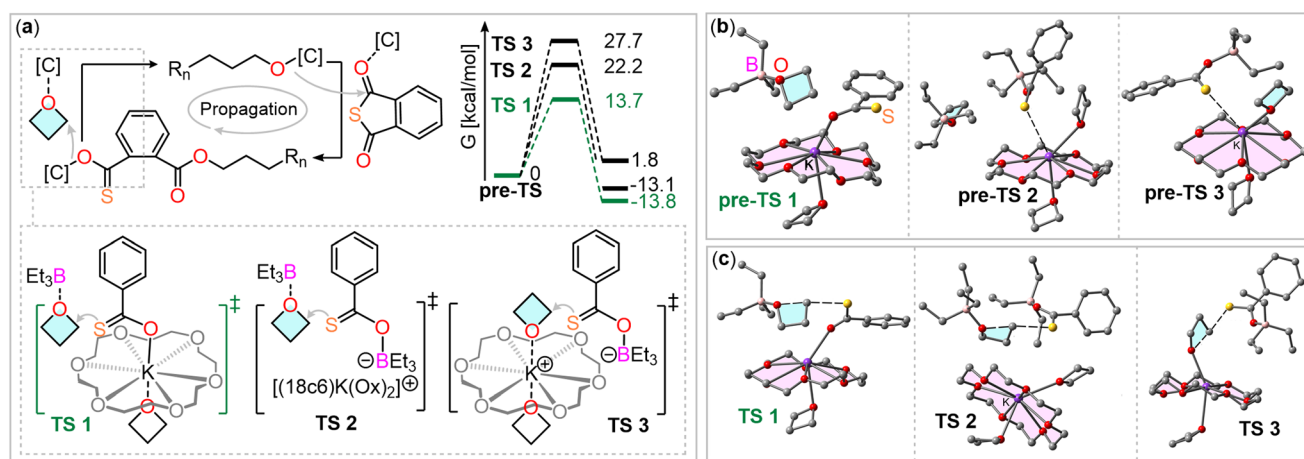 (a)
[C]
O
R_n
O
[C]
[C]
O
S
O
Propagation
[C]
O
S
O
O
R_n
G [kcal/mol]
TS 3
27.7
TS 2
22.2
TS 1
13.7
0
pre-TS
1.8
-13.1
-13.8
Et₃B
O
S
O
K
O
O
O
O
O
O
O
‡
TS 1
Et₃B
O
S
O
⊖BEt₃
[(18c6)K(Ox)₂]⊕
‡
TS 2
O
S
O
⊖BEt₃
K⊕
O
O
O
O
O
O
O
‡
TS 3
(b)
B
O
S
K
pre-TS 1
K
pre-TS 2
K
pre-TS 3
(c)
TS 1
K
TS 2
TS 3